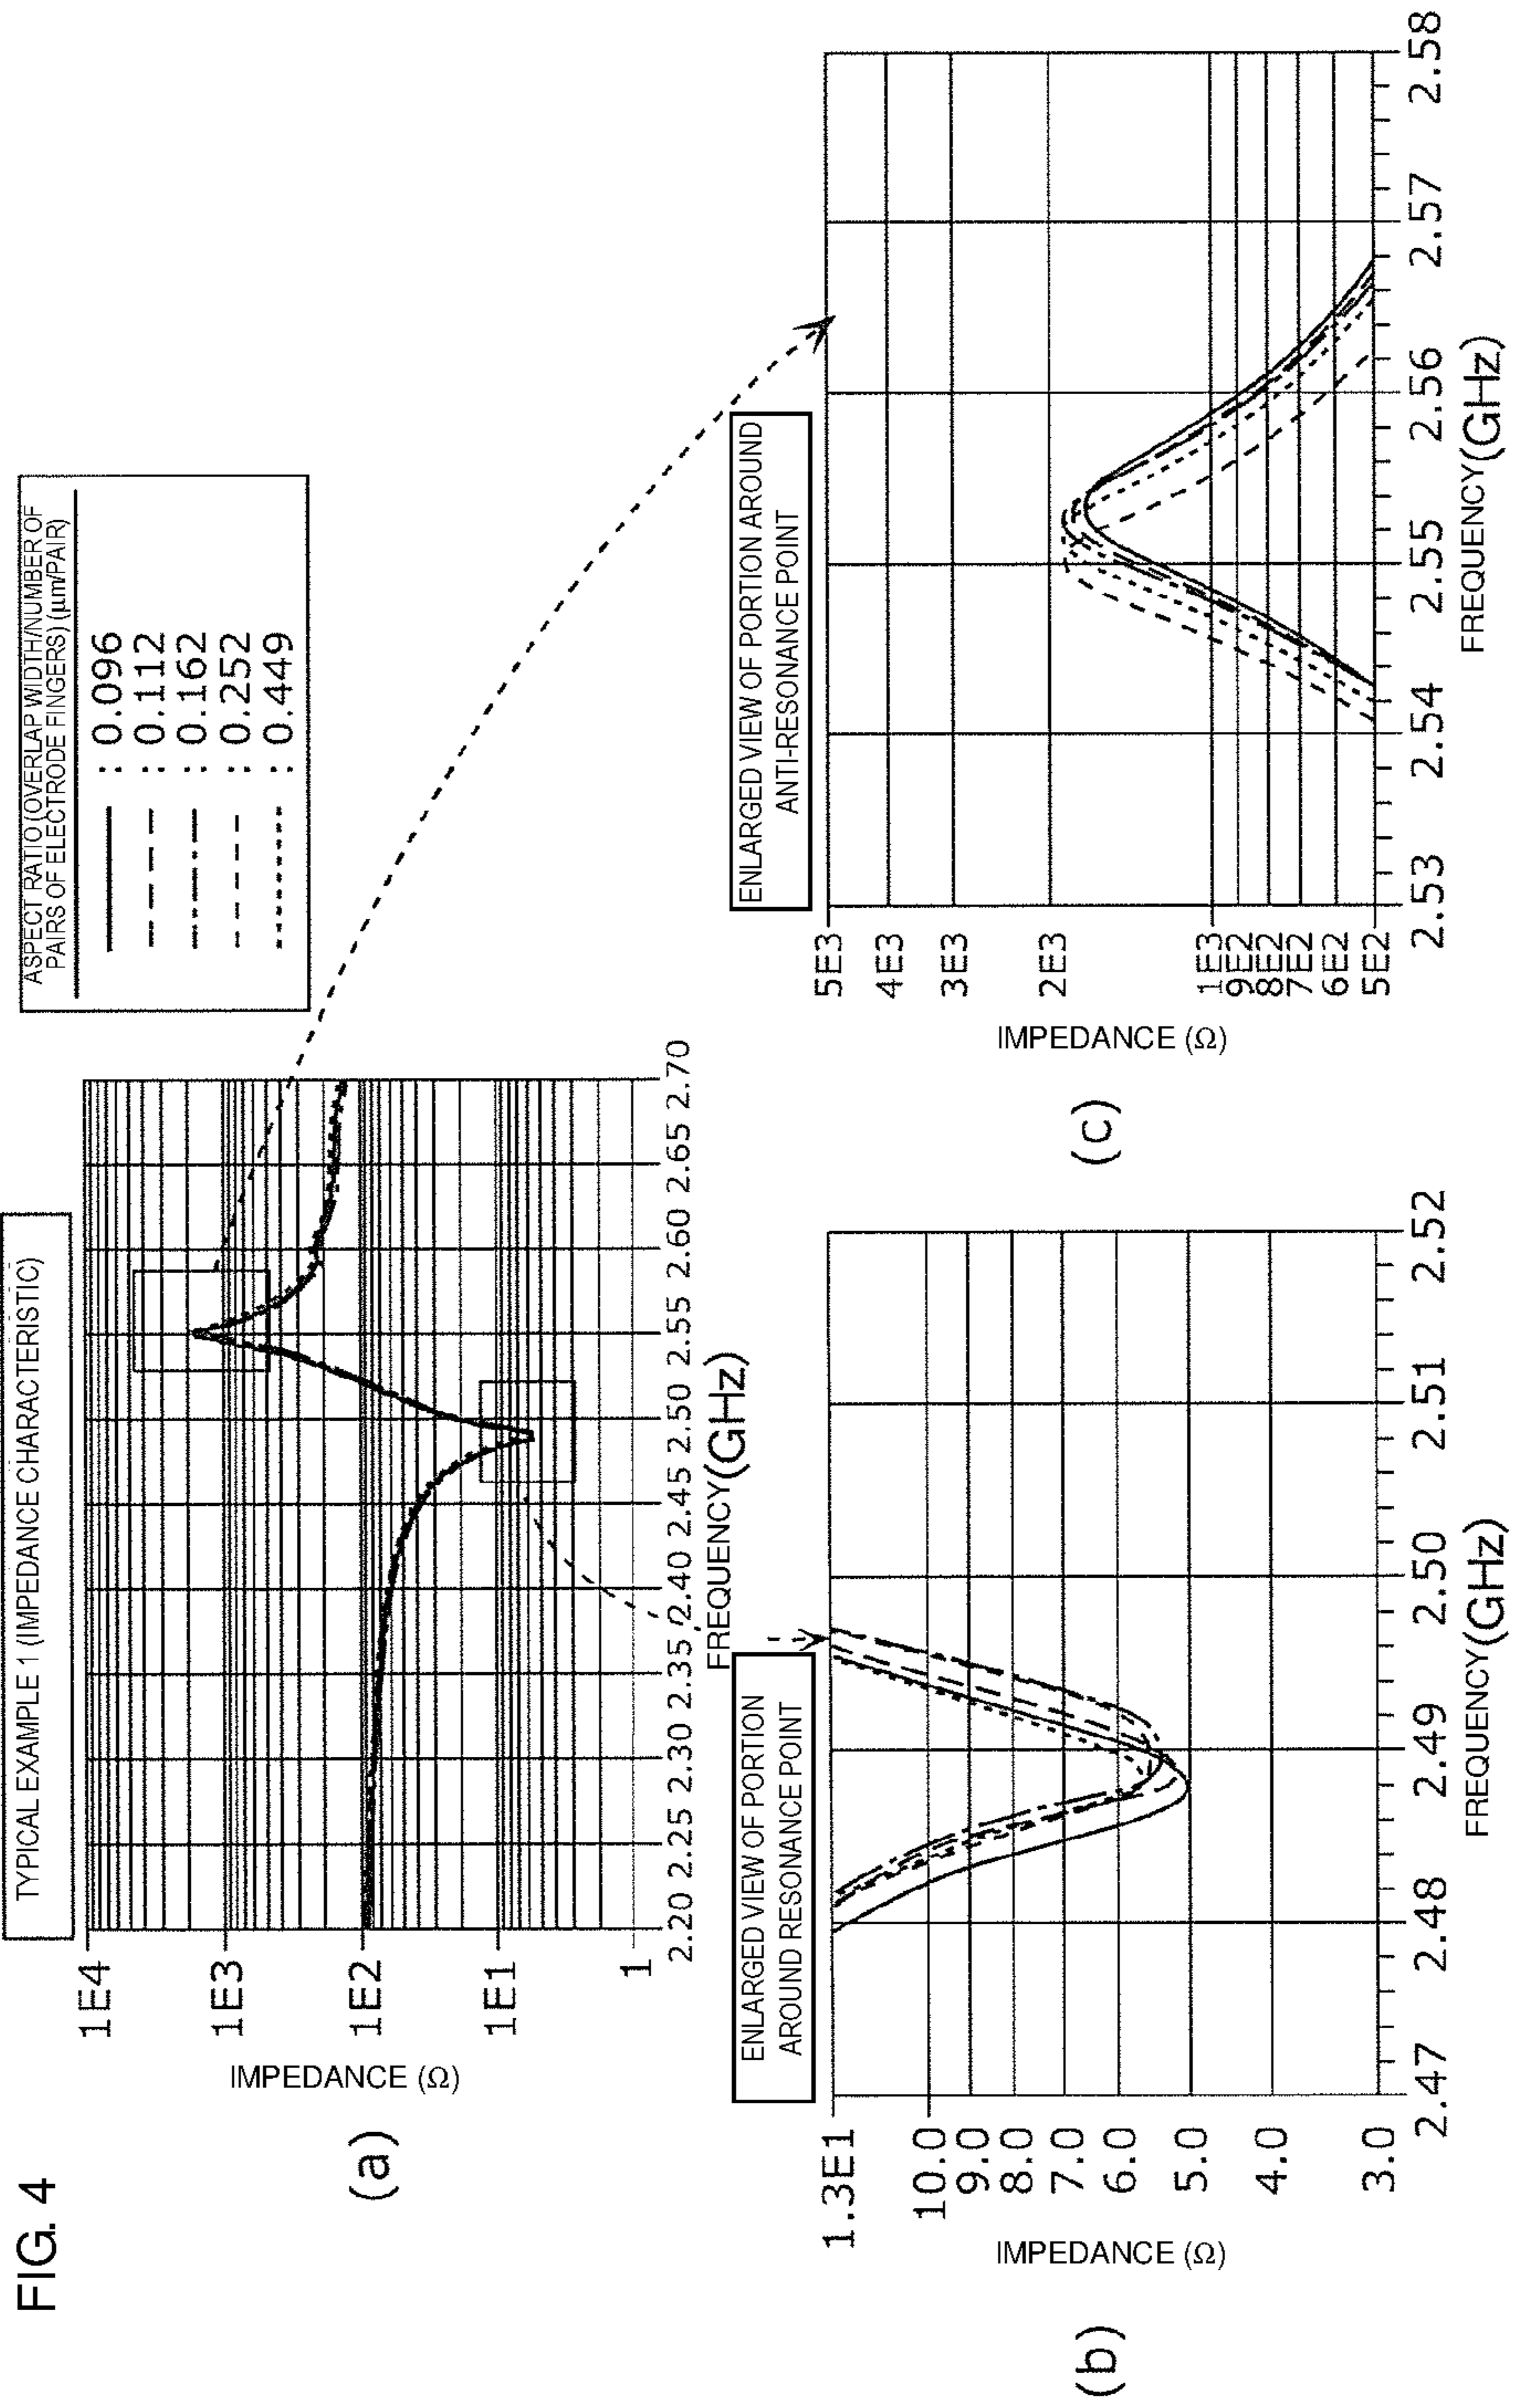 FIG. 4
TYPICAL EXAMPLE 1 (IMPEDANCE CHARACTERISTIC)
ASPECT RATIO (OVERLAP WIDTH/NUMBER OF
PAIRS OF ELECTRODE FINGERS) (μm/PAIR)
: 0.096
: 0.112
: 0.162
: 0.252
: 0.449
(a)
IMPEDANCE (Ω)
1E4
1E3
1E2
1E1
1
2.20 2.25 2.30 2.35 2.40 2.45 2.50 2.55 2.60 2.65 2.70
FREQUENCY(GHz)
(b)
ENLARGED VIEW OF PORTION
AROUND RESONANCE POINT
IMPEDANCE (Ω)
1.3E1
10.0
9.0
8.0
7.0
6.0
5.0
4.0
3.0
2.47 2.48 2.49 2.50 2.51 2.52
FREQUENCY(GHz)
(c)
ENLARGED VIEW OF PORTION AROUND
ANTI-RESONANCE POINT
IMPEDANCE (Ω)
5E3
4E3
3E3
2E3
1E3
9E2
8E2
7E2
6E2
5E2
2.53 2.54 2.55 2.56 2.57 2.58
FREQUENCY(GHz)